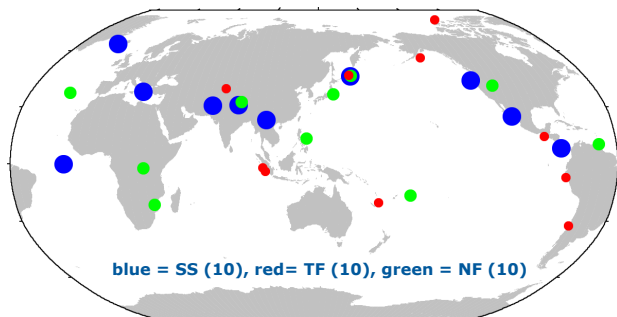 blue = SS (10), red= TF (10), green = NF (10)